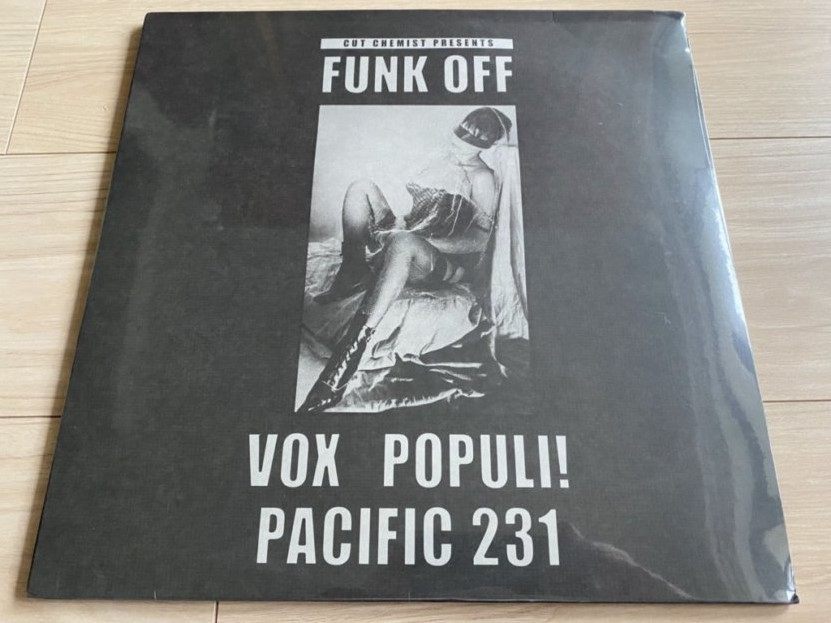 CUT CHEMIST PRESENTS
FUNK OFF
VOX POPULI!
PACIFIC 231